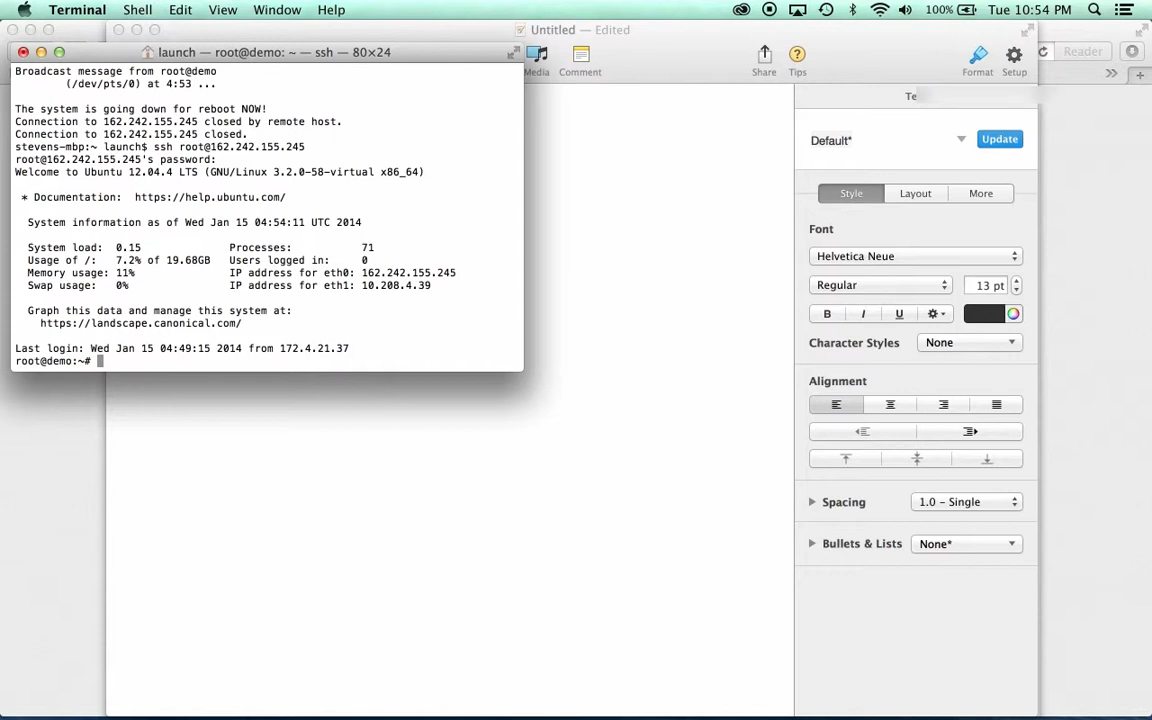 Terminal Shell Edit View Window Help 100% Tue 10:54 PM
Untitled — Edited
launch — root@demo: ~ — ssh — 80×24
Media Comment Share Tips Format Setup Reader
Broadcast message from root@demo
(/dev/pts/0) at 4:53 ...
The system is going down for reboot NOW!
Connection to 162.242.155.245 closed by remote host.
Connection to 162.242.155.245 closed.
stevens-mbp:~ launch$ ssh root@162.242.155.245
root@162.242.155.245's password:
Welcome to Ubuntu 12.04.4 LTS (GNU/Linux 3.2.0-58-virtual x86_64)
* Documentation: https://help.ubuntu.com/
System information as of Wed Jan 15 04:54:11 UTC 2014
System load: 0.15 Processes: 71
Usage of /: 7.2% of 19.68GB Users logged in: 0
Memory usage: 11% IP address for eth0: 162.242.155.245
Swap usage: 0% IP address for eth1: 10.208.4.39
Graph this data and manage this system at:
https://landscape.canonical.com/
Last login: Wed Jan 15 04:49:15 2014 from 172.4.21.37
root@demo:~#
Te
Default* Update
Style Layout More
Font
Helvetica Neue
Regular 13 pt
B I U
Character Styles None
Alignment
Spacing 1.0 – Single
Bullets & Lists None*